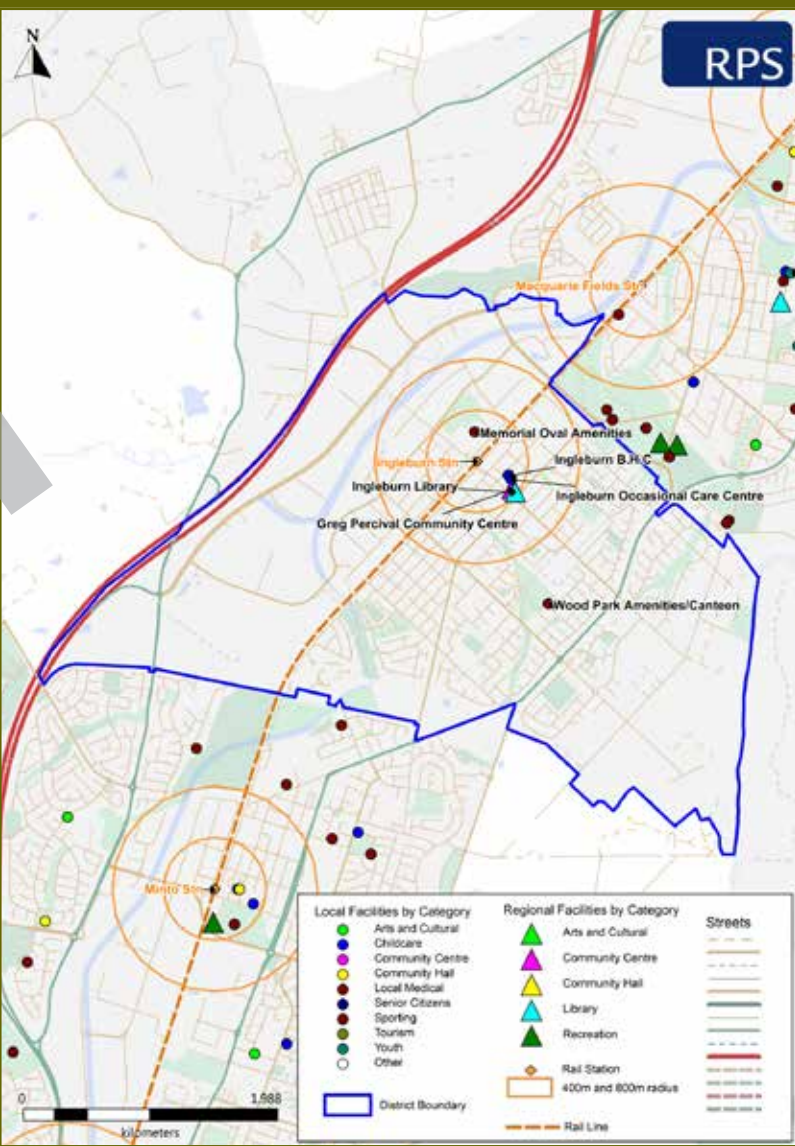 N
RPS
Macquarie Fields Stn
Memorial Oval Amenities
Ingleburn Stn
Ingleburn B.H.C
Ingleburn Library
Ingleburn Occasional Care Centre
Greg Percival Community Centre
Wood Park Amenities/Canteen
Minto Stn
Local Facilities by Category
Arts and Cultural
Childcare
Community Centre
Community Hall
Local Medical
Senior Citizens
Sporting
Tourism
Youth
Other
District Boundary
Regional Facilities by Category
Arts and Cultural
Community Centre
Community Hall
Library
Recreation
Rail Station
400m and 800m radius
Rail Line
Streets
0
1,988
kilometers